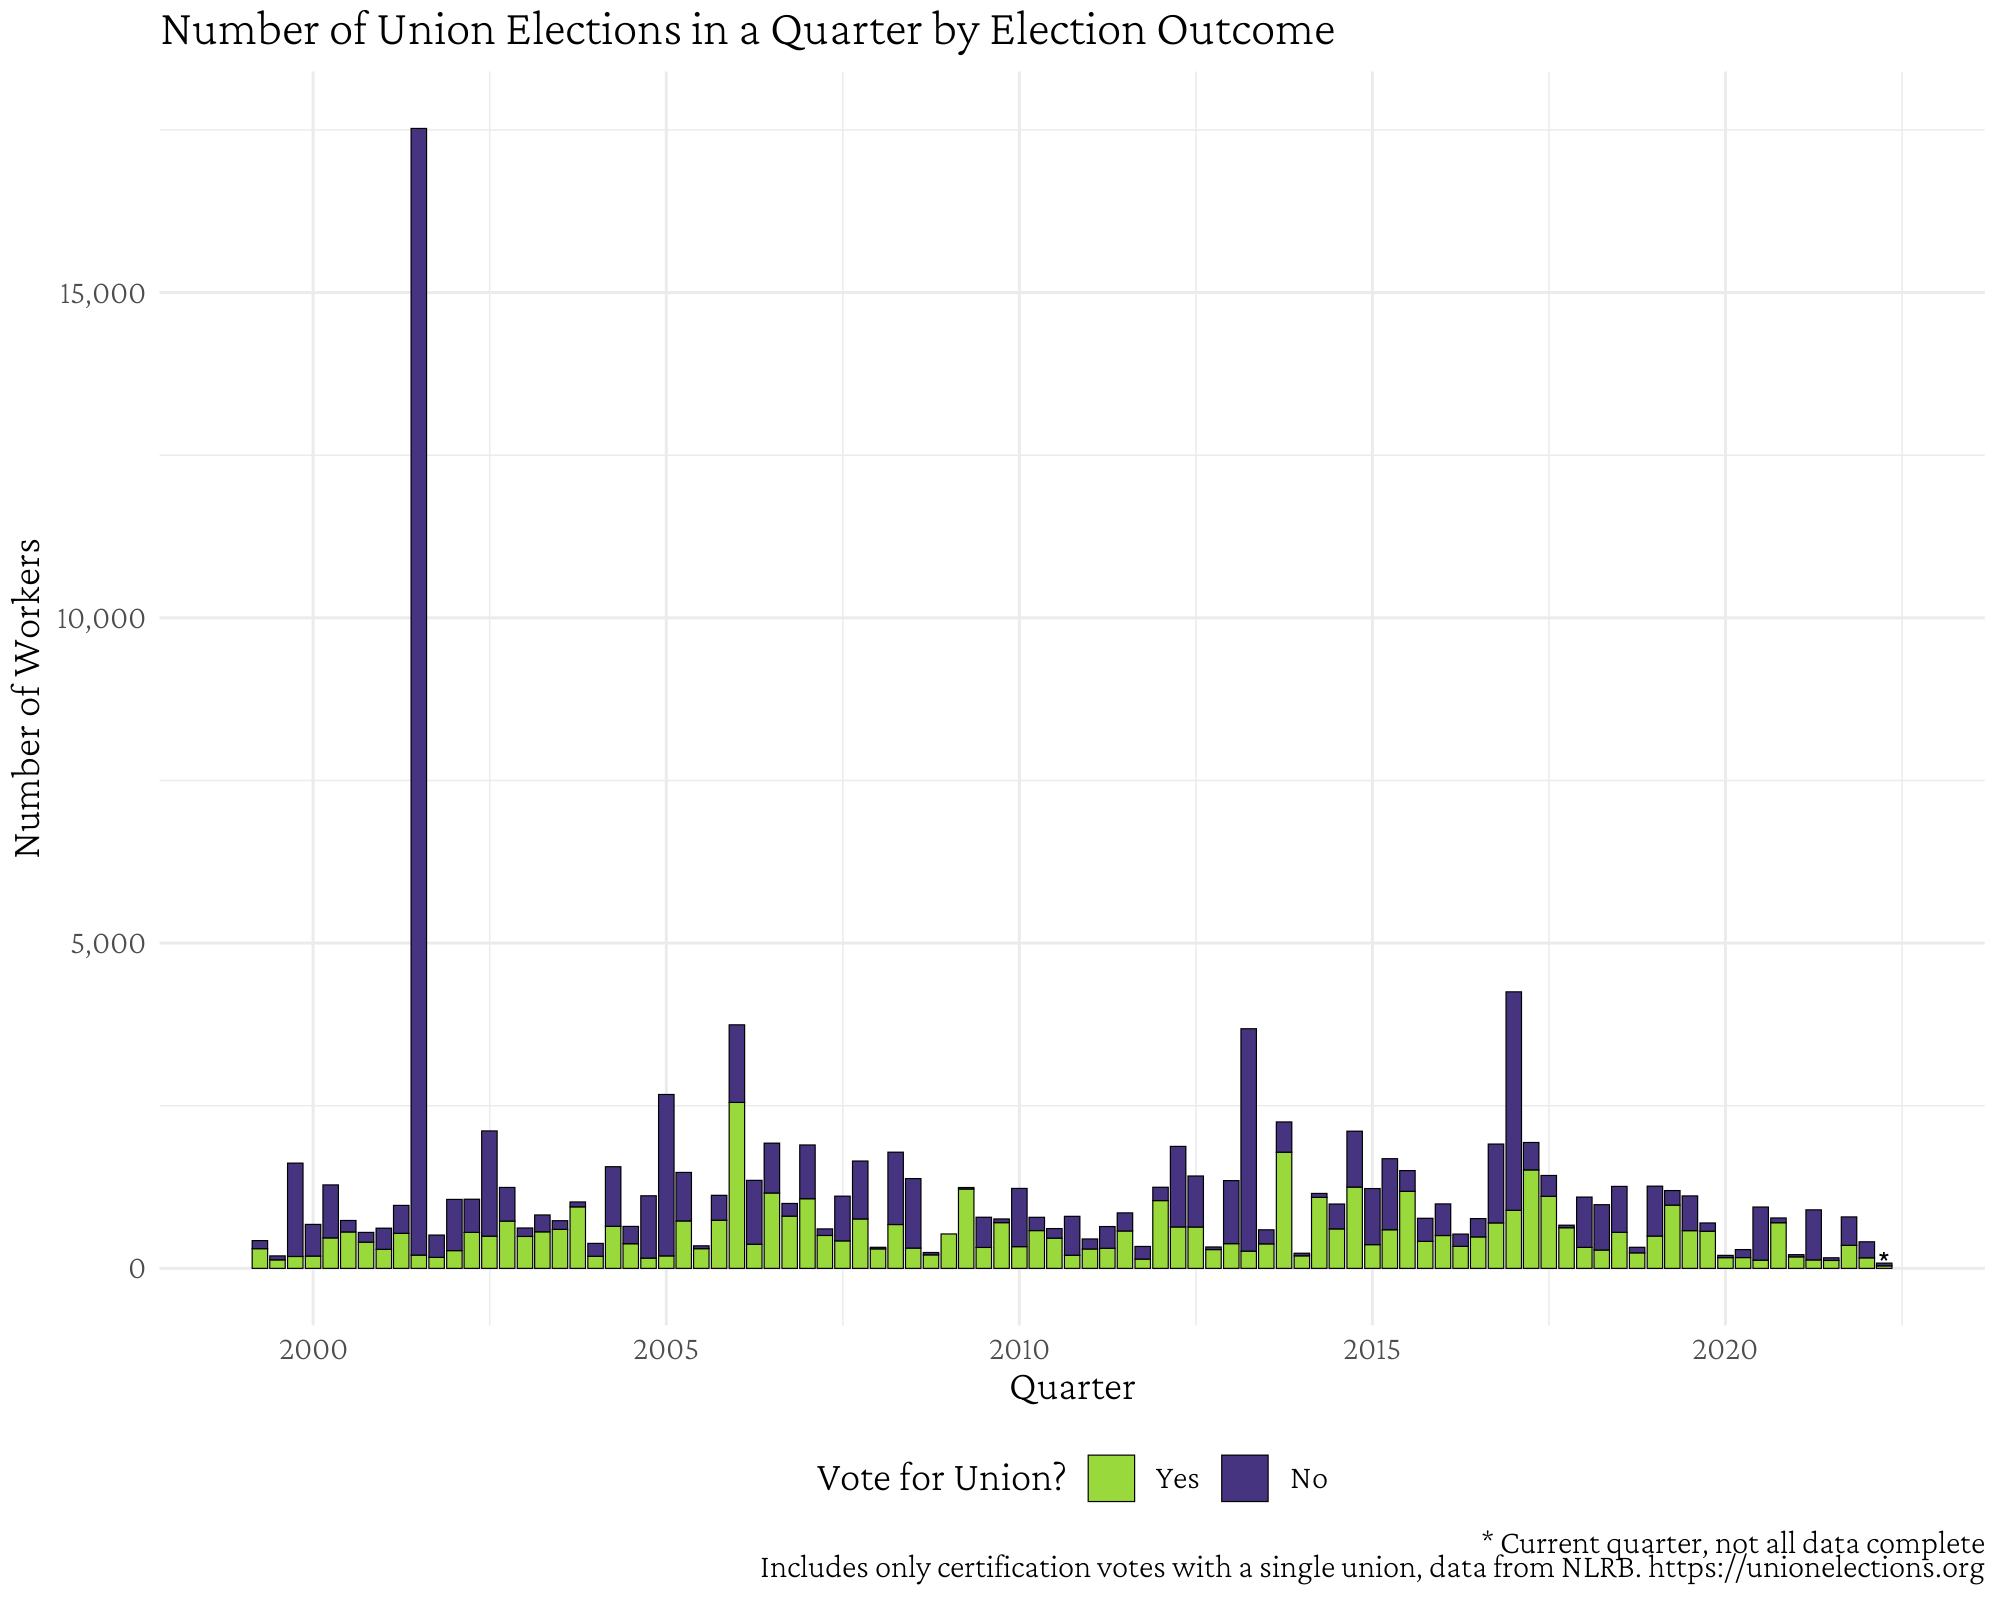 Number of Union Elections in a Quarter by Election Outcome
Number of Workers
15,000
10,000
5,000
0
*
2000 2005 2010 2015 2020
Quarter
Vote for Union? Yes No
* Current quarter, not all data complete
Includes only certification votes with a single union, data from NLRB. https://unionelections.org